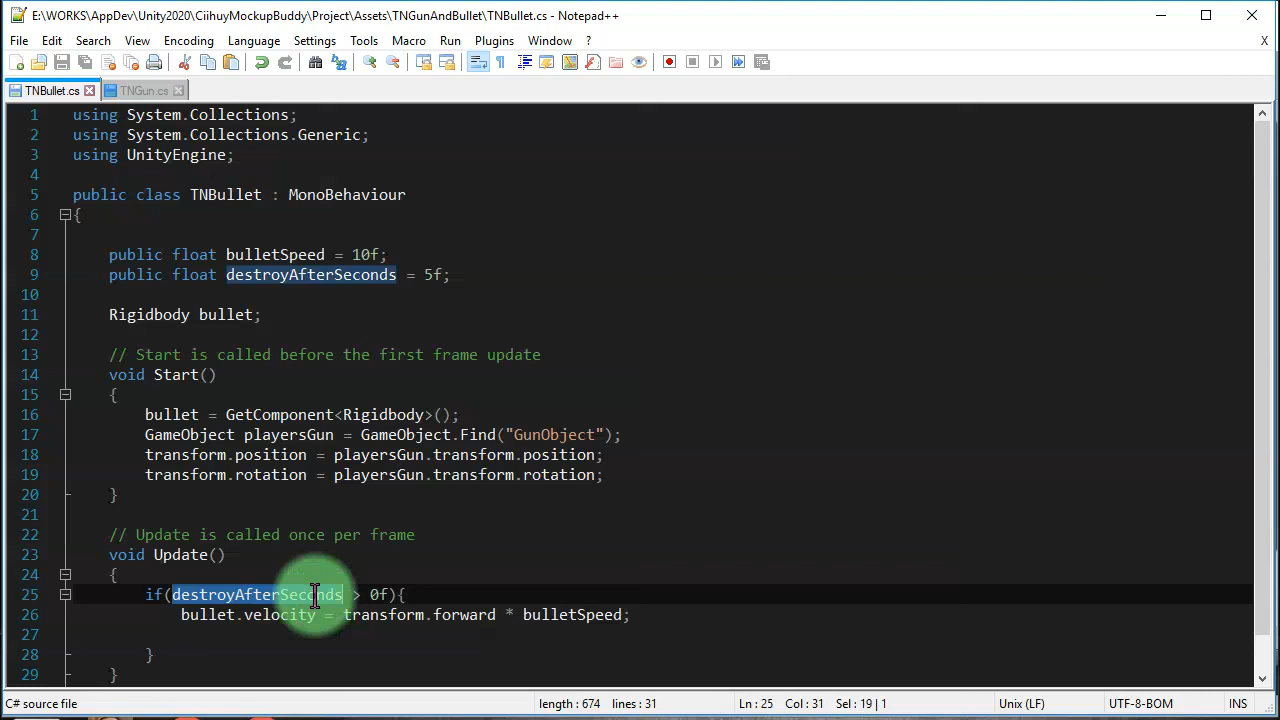 E:\WORKS\AppDev\Unity2020\CiihuyMockupBuddy\Project\Assets\TNGunAndBullet\TNBullet.cs - Notepad++
File Edit Search View Encoding Language Settings Tools Macro Run Plugins Window ? X
TNBullet.cs TNGun.cs
1 using System.Collections;
2 using System.Collections.Generic;
3 using UnityEngine;
4
5 public class TNBullet : MonoBehaviour
6 {
7
8 public float bulletSpeed = 10f;
9 public float destroyAfterSeconds = 5f;
10
11 Rigidbody bullet;
12
13 // Start is called before the first frame update
14 void Start()
15 {
16 bullet = GetComponent<Rigidbody>();
17 GameObject playersGun = GameObject.Find("GunObject");
18 transform.position = playersGun.transform.position;
19 transform.rotation = playersGun.transform.rotation;
20 }
21
22 // Update is called once per frame
23 void Update()
24 {
25 if(destroyAfterSeconds > 0f){
26 bullet.velocity = transform.forward * bulletSpeed;
27
28 }
29 }
C# source file length : 674 lines : 31 Ln : 25 Col : 31 Sel : 19 | 1 Unix (LF) UTF-8-BOM INS